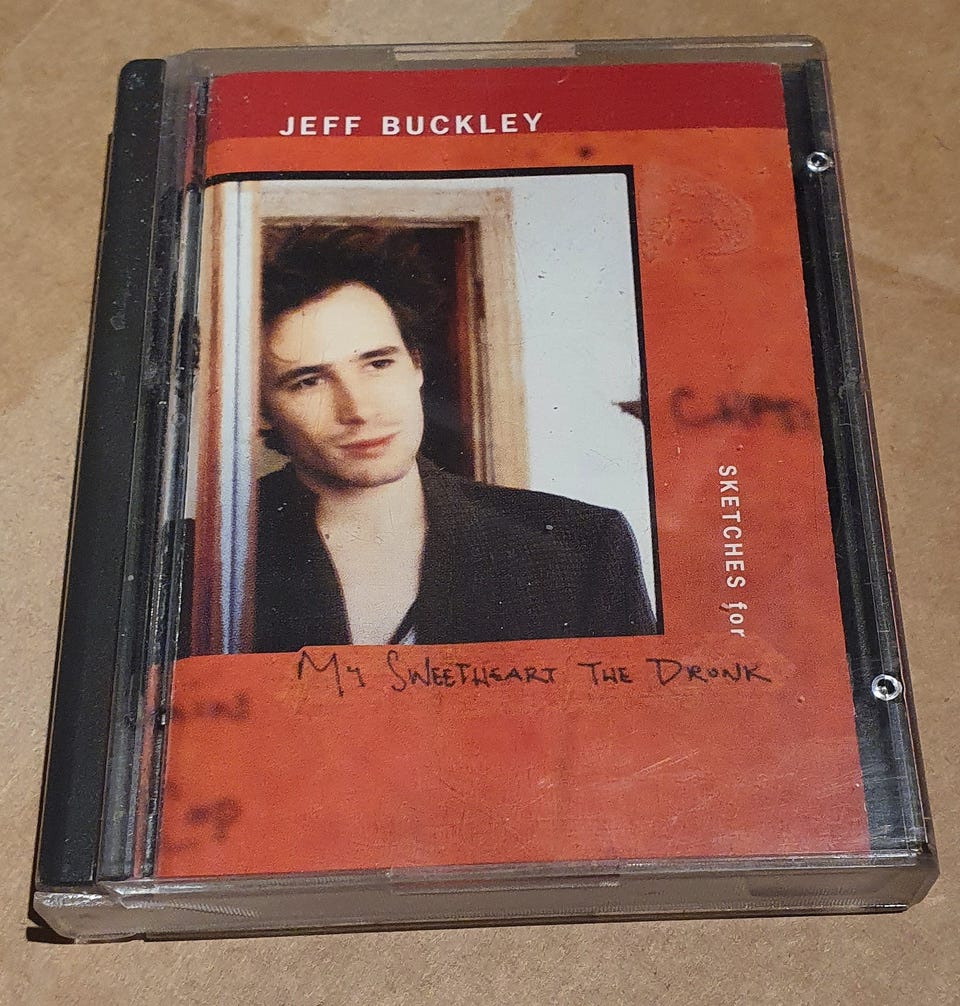 JEFF BUCKLEY
SKETCHES for
My SWEETHEART THE DRUNK